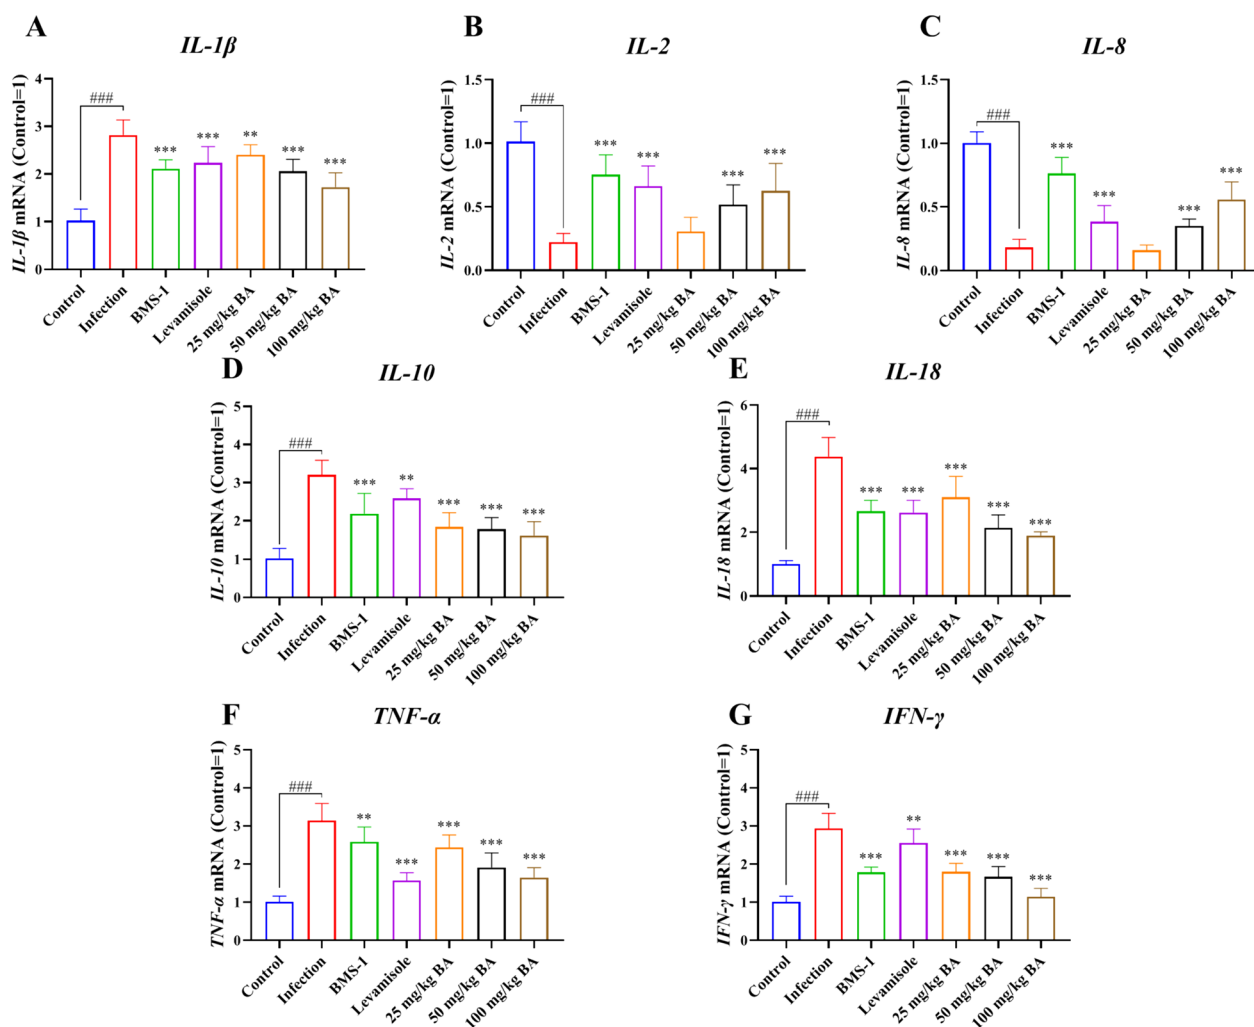 A
IL-1β
IL-1β mRNA (Control=1)
4
3
2
1
0
###
***
***
**
***
***
Control
Infection
BMS-1
Levamisole
25 mg/kg BA
50 mg/kg BA
100 mg/kg BA
B
IL-2
IL-2 mRNA (Control=1)
1.5
1.0
0.5
0.0
###
***
***
***
***
Control
Infection
BMS-1
Levamisole
25 mg/kg BA
50 mg/kg BA
100 mg/kg BA
C
IL-8
IL-8 mRNA (Control=1)
1.5
1.0
0.5
0.0
###
***
***
***
***
Control
Infection
BMS-1
Levamisole
25 mg/kg BA
50 mg/kg BA
100 mg/kg BA
D
IL-10
IL-10 mRNA (Control=1)
5
4
3
2
1
0
###
***
**
***
***
***
Control
Infection
BMS-1
Levamisole
25 mg/kg BA
50 mg/kg BA
100 mg/kg BA
E
IL-18
IL-18 mRNA (Control=1)
6
4
2
0
###
***
***
***
***
***
Control
Infection
BMS-1
Levamisole
25 mg/kg BA
50 mg/kg BA
100 mg/kg BA
F
TNF-α
TNF-α mRNA (Control=1)
5
4
3
2
1
0
###
**
***
***
***
***
Control
Infection
BMS-1
Levamisole
25 mg/kg BA
50 mg/kg BA
100 mg/kg BA
G
IFN-γ
IFN-γ mRNA (Control=1)
5
4
3
2
1
0
###
***
**
***
***
***
Control
Infection
BMS-1
Levamisole
25 mg/kg BA
50 mg/kg BA
100 mg/kg BA